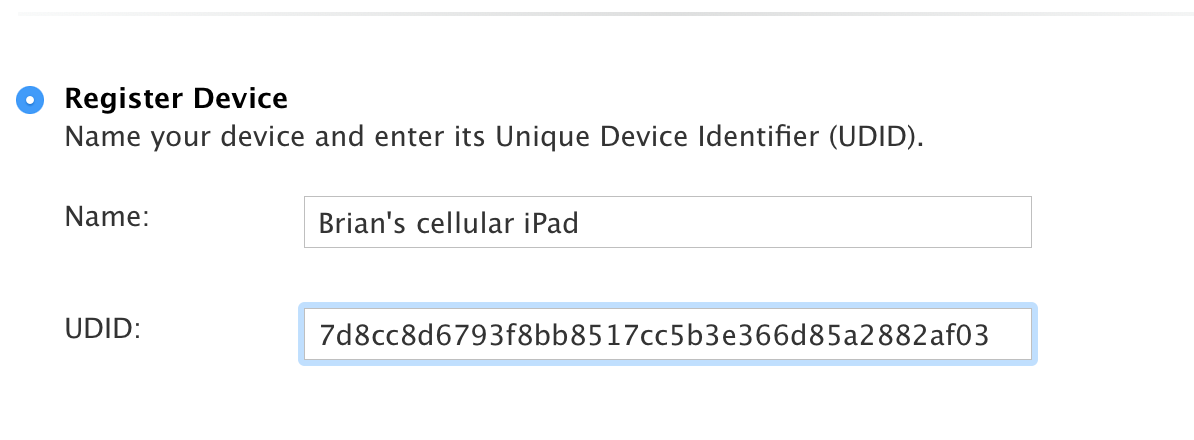 Register Device
Name your device and enter its Unique Device Identifier (UDID).
Name:
Brian's cellular iPad
UDID:
7d8cc8d6793f8bb8517cc5b3e366d85a2882af03